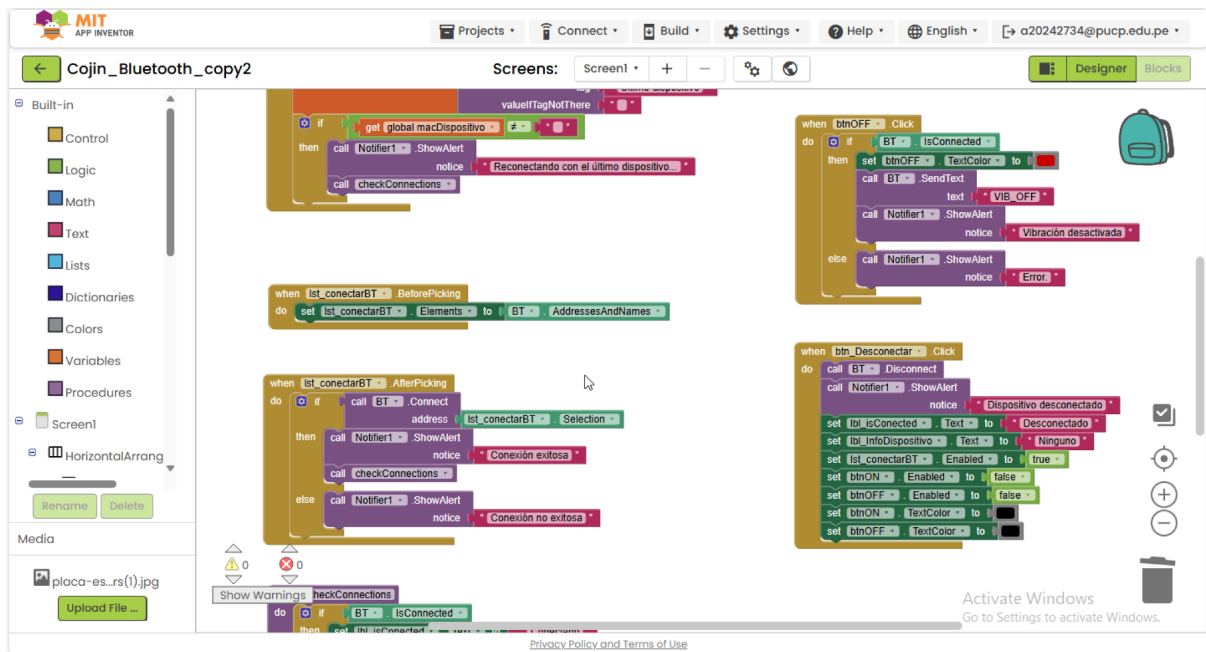 MIT
APP INVENTOR
Projects
Connect
Build
Settings
Help
English
a20242734@pucp.edu.pe
Cojin_Bluetooth_copy2
Screens:
Screen1
Designer
Blocks
Built-in
Control
Logic
Math
Text
Lists
Dictionaries
Colors
Variables
Procedures
Screen1
HorizontalArrang
Rename
Delete
Media
placa-es...rs(1).jpg
Upload File ...
valueIfTagNotThere " "
if get global macDispositivo ≠ " "
then call Notifier1 .ShowAlert
notice " Reconectando con el último dispositivo... "
call checkConnections
when lst_conectarBT .BeforePicking
do set lst_conectarBT . Elements to BT . AddressesAndNames
when lst_conectarBT .AfterPicking
do if call BT .Connect
address lst_conectarBT . Selection
then call Notifier1 .ShowAlert
notice " Conexión exitosa "
call checkConnections
else call Notifier1 .ShowAlert
notice " Conexión no exitosa "
0 0
Show Warnings
heckConnections
do if BT . IsConnected
when btnOFF .Click
do if BT . IsConnected
then set btnOFF . TextColor to
call BT .SendText
text " VIB_OFF "
call Notifier1 .ShowAlert
notice " Vibración desactivada "
else call Notifier1 .ShowAlert
notice " Error. "
when btn_Desconectar .Click
do call BT .Disconnect
call Notifier1 .ShowAlert
notice " Dispositivo desconectado "
set lbl_isConected . Text to " Desconectado "
set lbl_InfoDispositivo . Text to " Ninguno "
set lst_conectarBT . Enabled to true
set btnON . Enabled to false
set btnOFF . Enabled to false
set btnON . TextColor to
set btnOFF . TextColor to
Activate Windows
Go to Settings to activate Windows.
Privacy Policy and Terms of Use